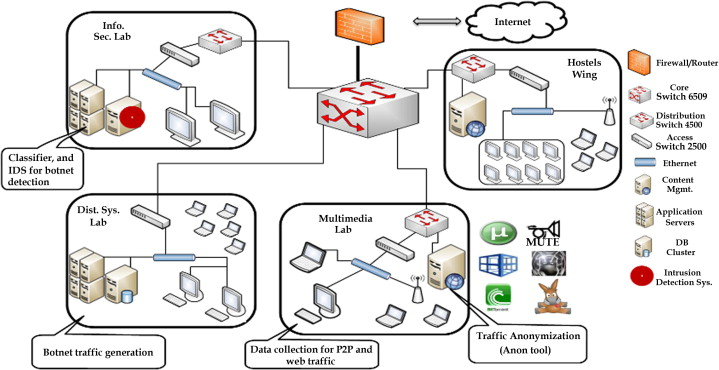 Info.
Sec. Lab
Internet
Hostels
Wing
Firewall/Router
Core
Switch 6509
Distribution
Switch 4500
Access
Switch 2500
Ethernet
Content
Mgmt.
Application
Servers
DB
Cluster
Intrusion
Detection Sys.
Classifier, and
IDS for botnet
detection
Dist. Sys.
Lab
Multimedia
Lab
µ
MUTE
Botnet traffic generation
Data collection for P2P and
web traffic
Traffic Anonymization
(Anon tool)